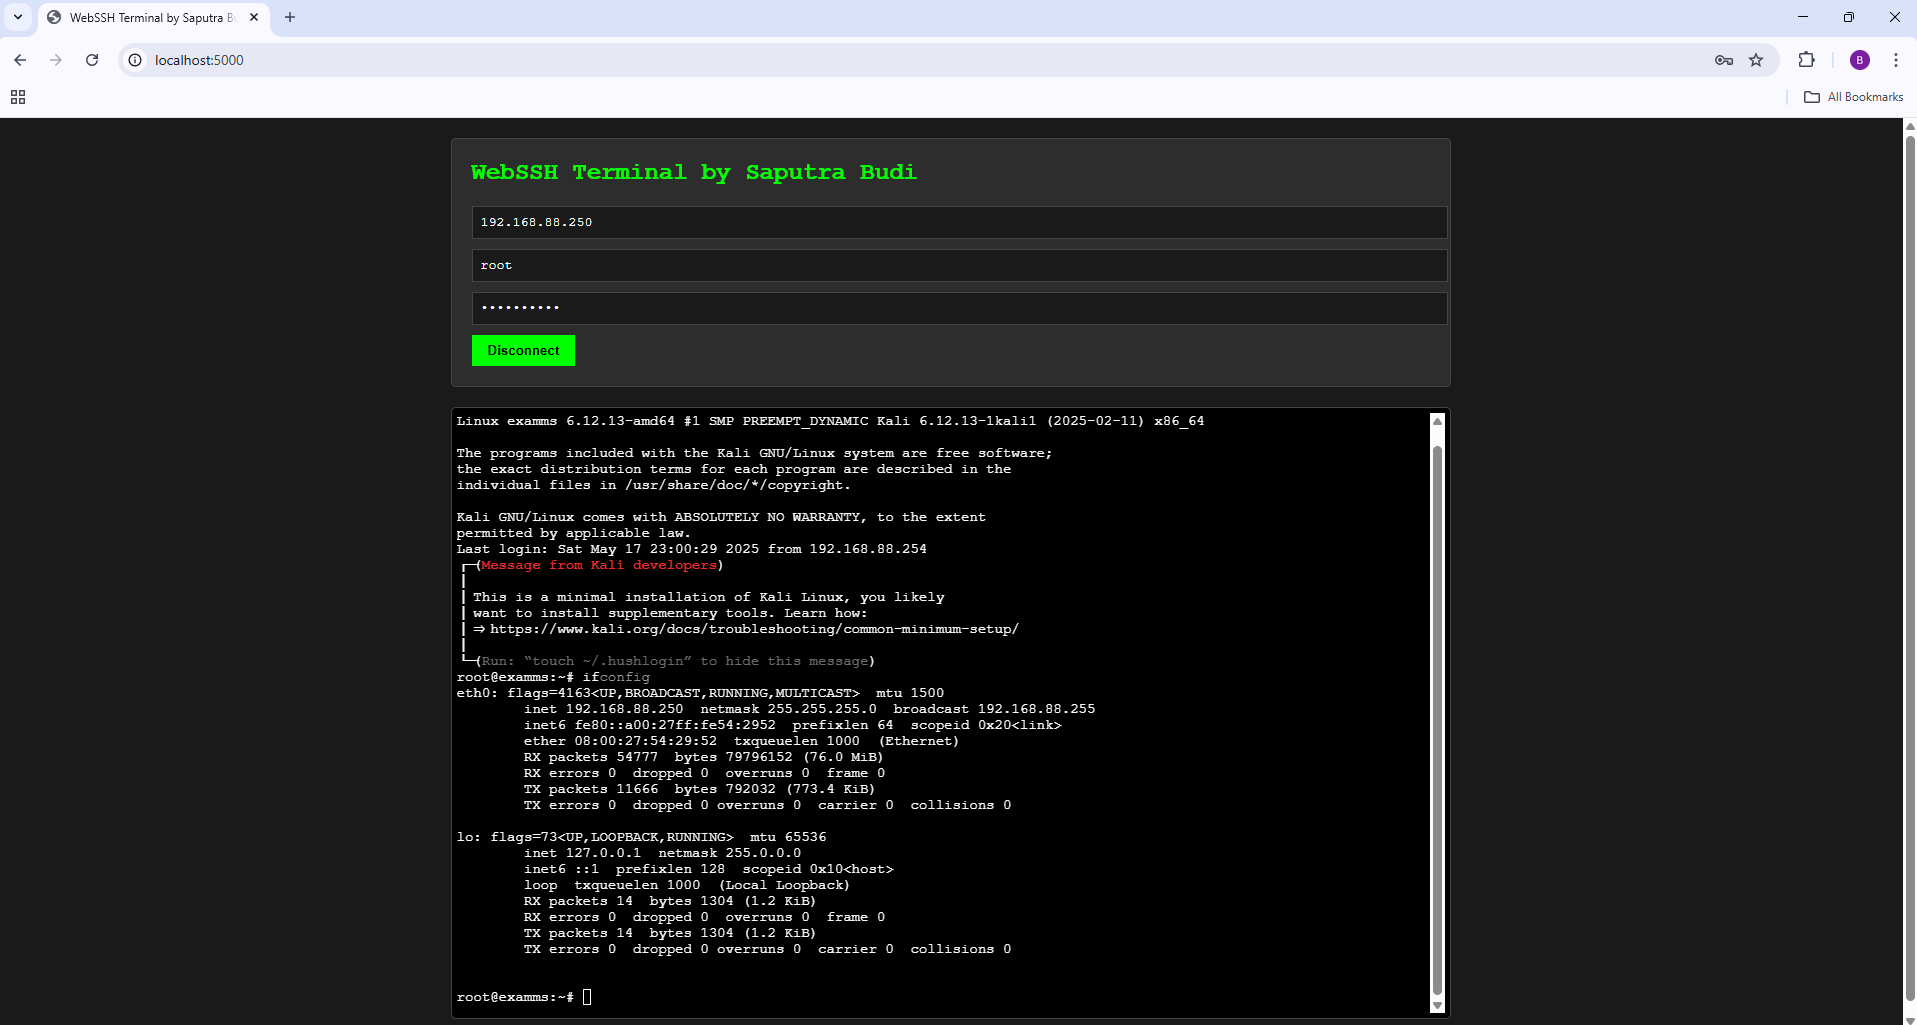 WebSSH Terminal by Saputra Bu
localhost:5000
B
All Bookmarks
WebSSH Terminal by Saputra Budi
192.168.88.250
root
••••••••••
Disconnect
Linux examms 6.12.13-amd64 #1 SMP PREEMPT_DYNAMIC Kali 6.12.13-1kali1 (2025-02-11) x86_64
The programs included with the Kali GNU/Linux system are free software;
the exact distribution terms for each program are described in the
individual files in /usr/share/doc/*/copyright.
Kali GNU/Linux comes with ABSOLUTELY NO WARRANTY, to the extent
permitted by applicable law.
Last login: Sat May 17 23:00:29 2025 from 192.168.88.254
┏━(Message from Kali developers)
┃
┃ This is a minimal installation of Kali Linux, you likely
┃ want to install supplementary tools. Learn how:
┃ ⇒ https://www.kali.org/docs/troubleshooting/common-minimum-setup/
┃
┗━(Run: “touch ~/.hushlogin” to hide this message)
root@examms:~# ifconfig
eth0: flags=4163<UP,BROADCAST,RUNNING,MULTICAST>  mtu 1500
inet 192.168.88.250  netmask 255.255.255.0  broadcast 192.168.88.255
inet6 fe80::a00:27ff:fe54:2952  prefixlen 64  scopeid 0x20<link>
ether 08:00:27:54:29:52  txqueuelen 1000  (Ethernet)
RX packets 54777  bytes 79796152 (76.0 MiB)
RX errors 0  dropped 0  overruns 0  frame 0
TX packets 11666  bytes 792032 (773.4 KiB)
TX errors 0  dropped 0 overruns 0  carrier 0  collisions 0
lo: flags=73<UP,LOOPBACK,RUNNING>  mtu 65536
inet 127.0.0.1  netmask 255.0.0.0
inet6 ::1  prefixlen 128  scopeid 0x10<host>
loop  txqueuelen 1000  (Local Loopback)
RX packets 14  bytes 1304 (1.2 KiB)
RX errors 0  dropped 0  overruns 0  frame 0
TX packets 14  bytes 1304 (1.2 KiB)
TX errors 0  dropped 0 overruns 0  carrier 0  collisions 0
root@examms:~#